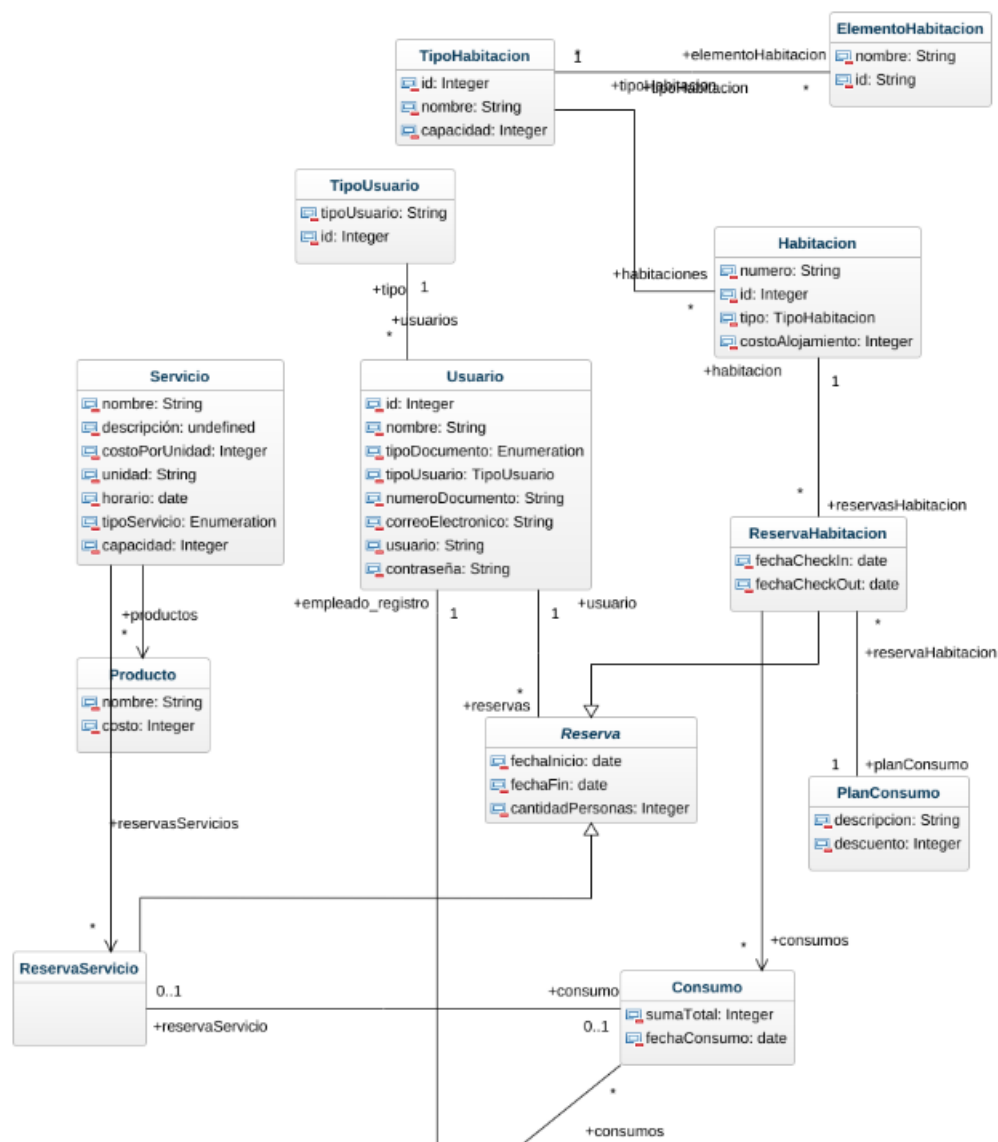 ElementoHabitacion
nombre: String
id: String
TipoHabitacion
id: Integer
nombre: String
capacidad: Integer
1
+elementoHabitacion
+tipoHabitacion
+tipoHabitacion
*
TipoUsuario
tipoUsuario: String
id: Integer
+tipo
1
+usuarios
*
+habitaciones
*
Habitacion
numero: String
id: Integer
tipo: TipoHabitacion
costoAlojamiento: Integer
+habitacion
1
Servicio
nombre: String
descripción: undefined
costoPorUnidad: Integer
unidad: String
horario: date
tipoServicio: Enumeration
capacidad: Integer
Usuario
id: Integer
nombre: String
tipoDocumento: Enumeration
tipoUsuario: TipoUsuario
numeroDocumento: String
correoElectronico: String
usuario: String
contraseña: String
*
+reservasHabitacion
ReservaHabitacion
fechaCheckIn: date
fechaCheckOut: date
+productos
*
+empleado_registro
1
1
+usuario
*
+reservaHabitacion
Producto
nombre: String
costo: Integer
*
+reservas
Reserva
fechaInicio: date
fechaFin: date
cantidadPersonas: Integer
1
+planConsumo
PlanConsumo
descripcion: String
descuento: Integer
+reservasServicios
*
*
+consumos
ReservaServicio
0..1
+reservaServicio
+consumo
0..1
Consumo
sumaTotal: Integer
fechaConsumo: date
*
+consumos